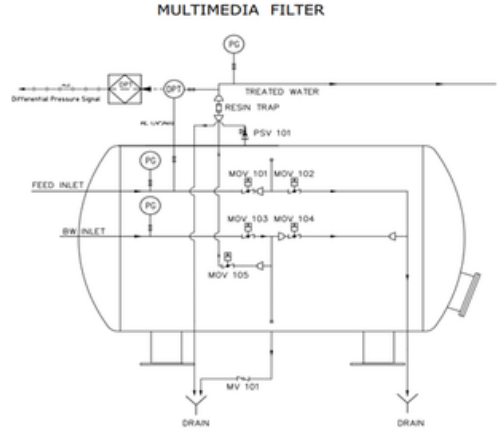 MULTIMEDIA FILTER
PG
DPT
DPT
Differential Pressure Signal
TREATED WATER
RESIN TRAP
PSV 101
PG
MOV 101
MOV 102
FEED INLET
PG
MOV 103
MOV 104
BW INLET
MOV 105
MV 101
DRAIN
DRAIN